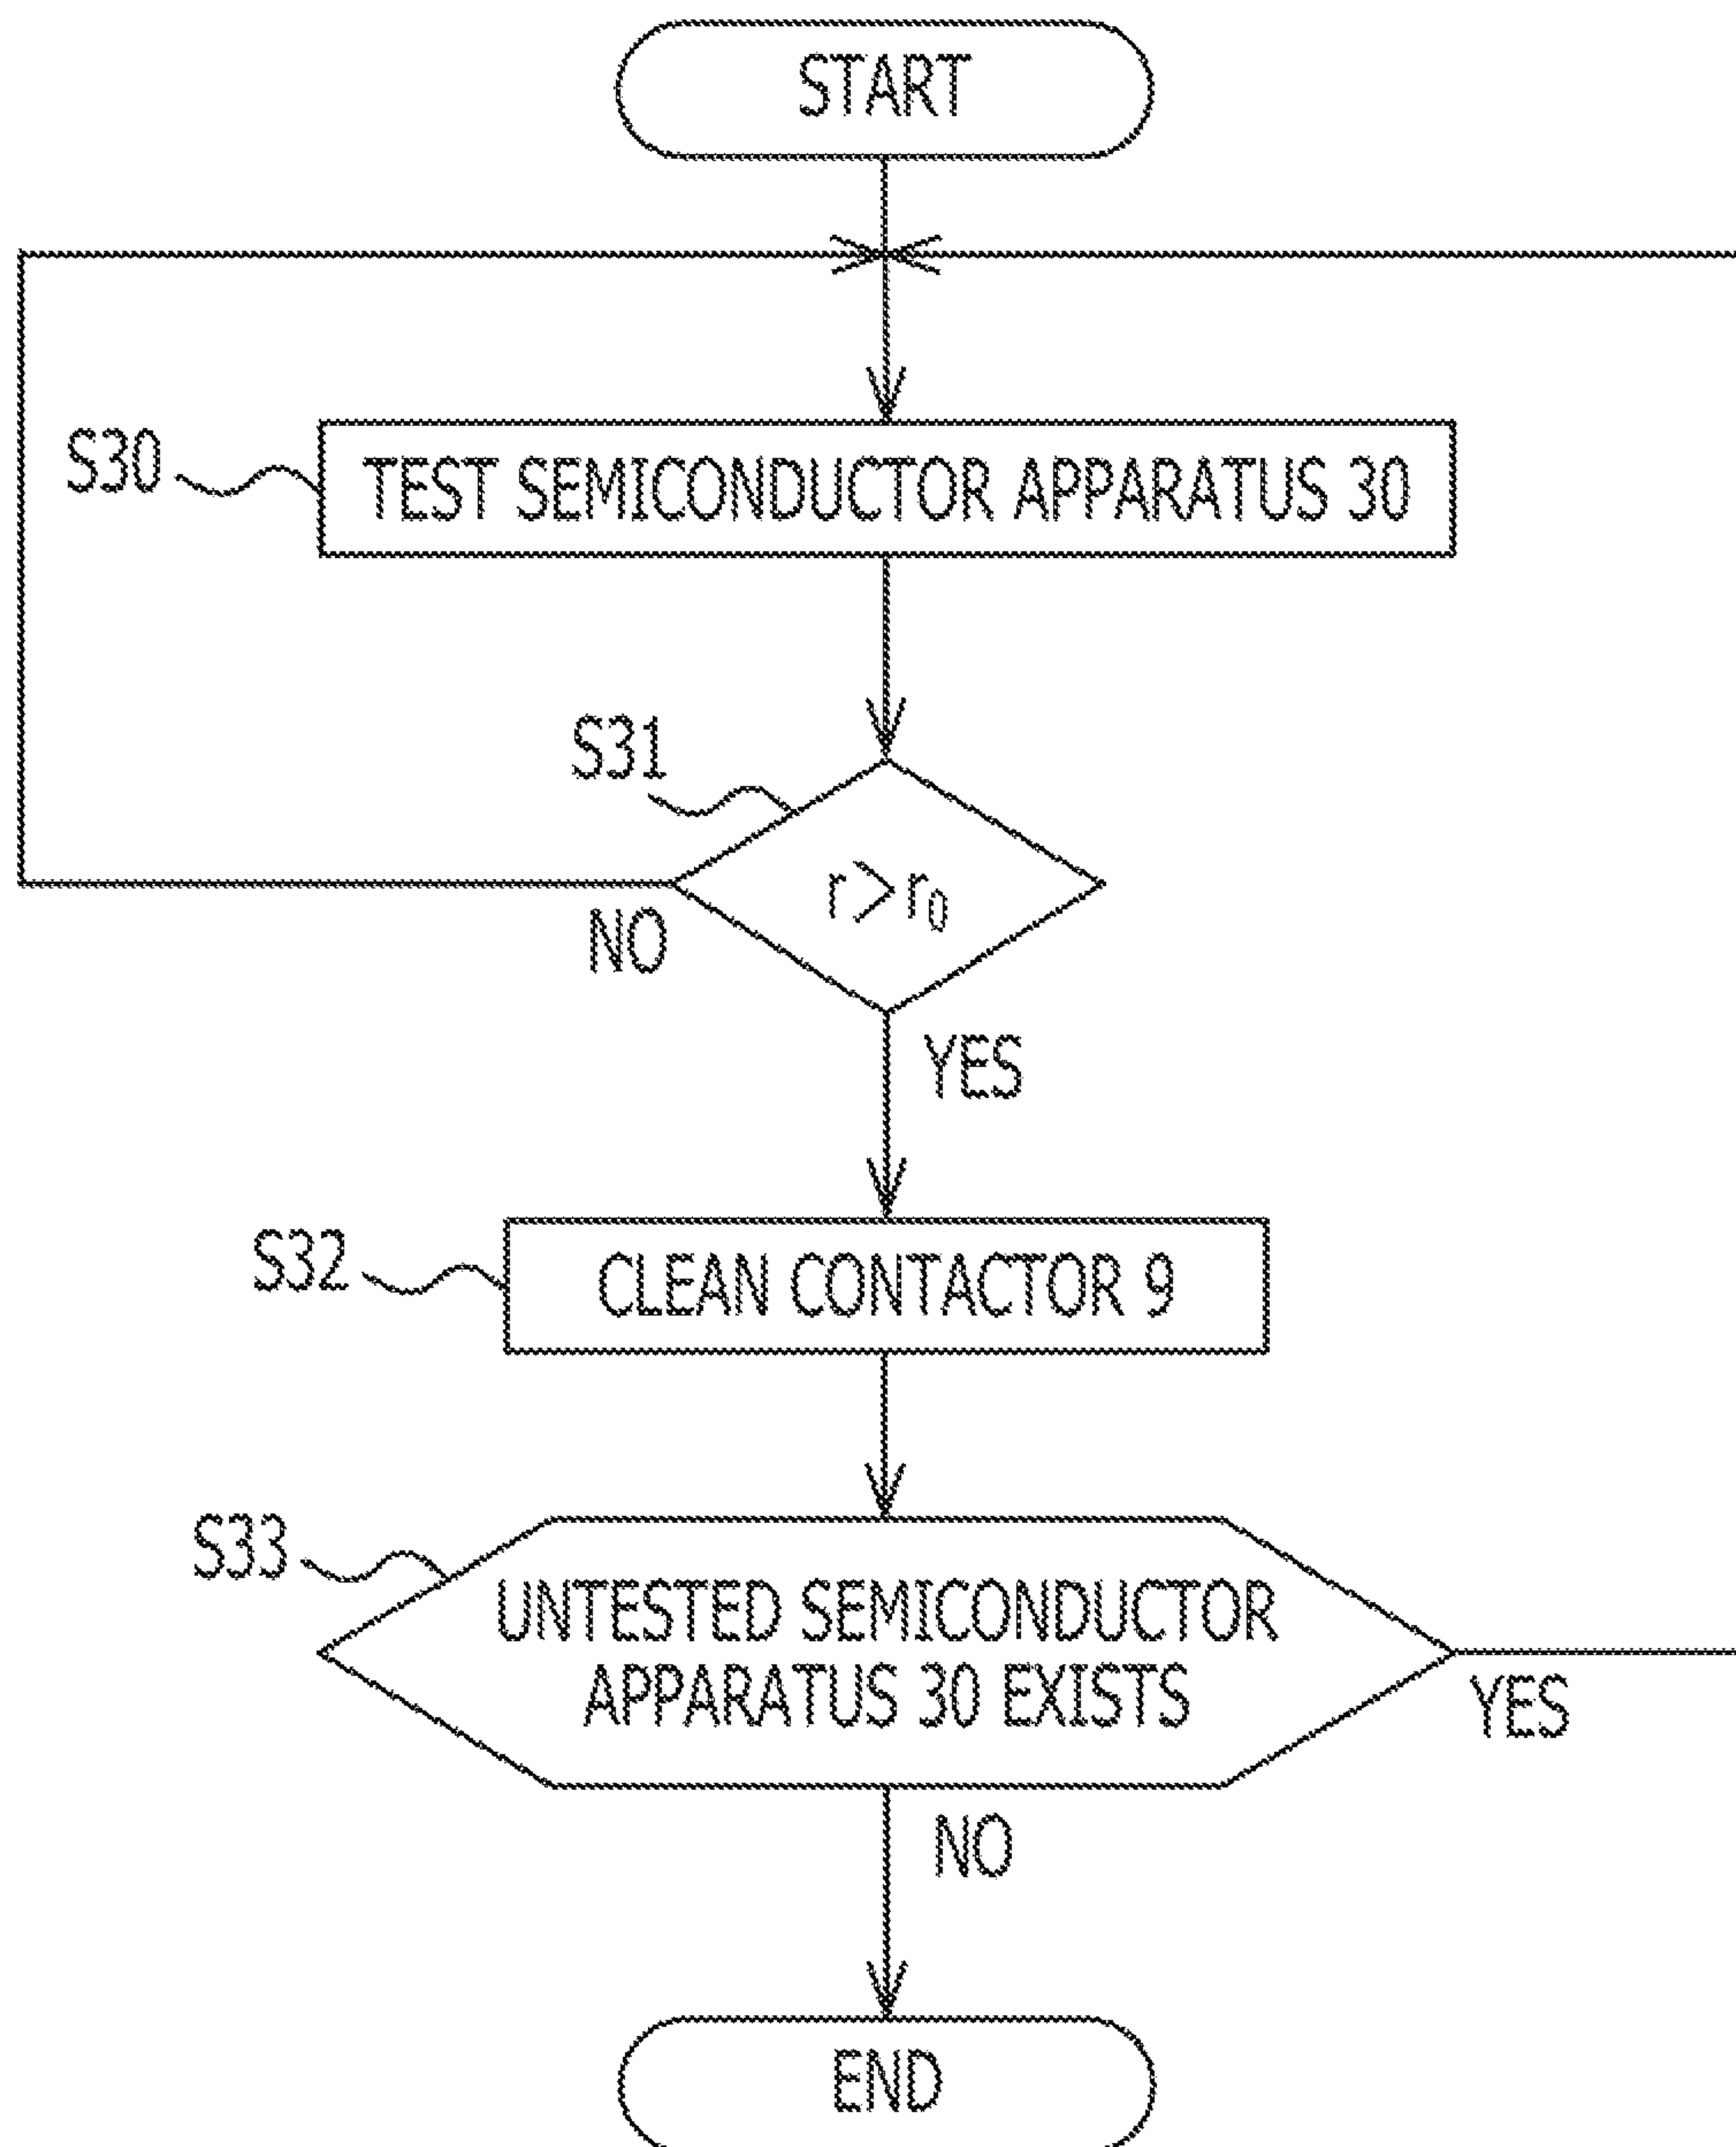 START
S30
TEST SEMICONDUCTOR APPARATUS 30
S31
r>r₀
NO
YES
S32
CLEAN CONTACTOR 9
S33
UNTESTED SEMICONDUCTOR
APPARATUS 30 EXISTS
YES
NO
END